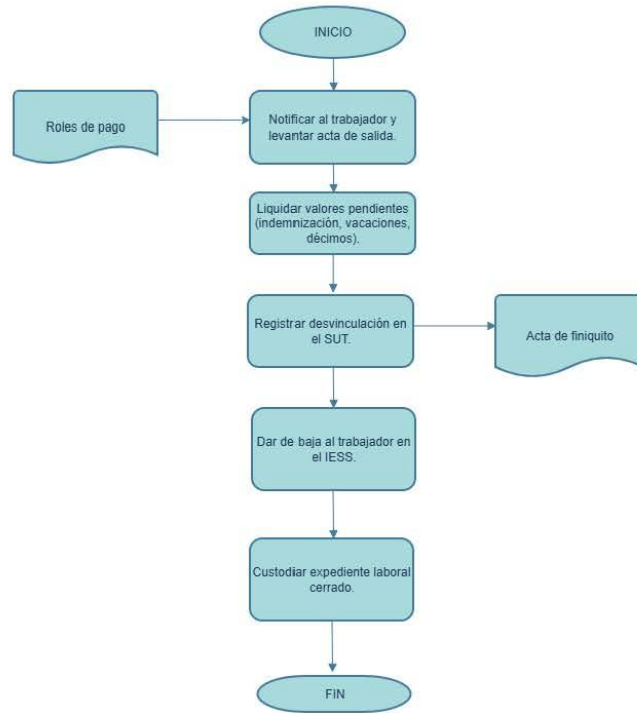 INICIO
Roles de pago
Notificar al trabajador y
levantar acta de salida.
Liquidar valores pendientes
(indemnización, vacaciones,
décimos).
Registrar desvinculación en
el SUT.
Acta de finiquito
Dar de baja al trabajador en
el IESS.
Custodiar expediente laboral
cerrado.
FIN